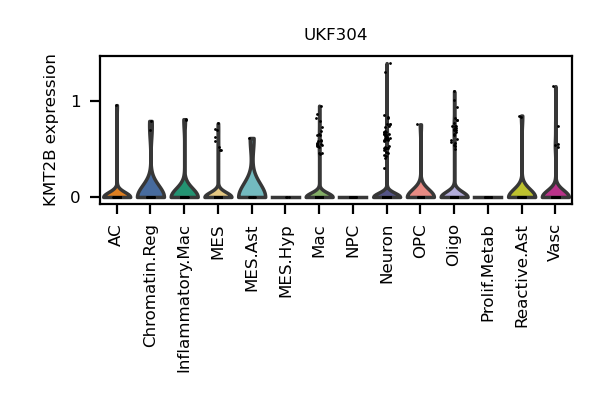 UKF304
KMT2B expression
1
0
AC
Chromatin.Reg
Inflammatory.Mac
MES
MES.Ast
MES.Hyp
Mac
NPC
Neuron
OPC
Oligo
Prolif.Metab
Reactive.Ast
Vasc